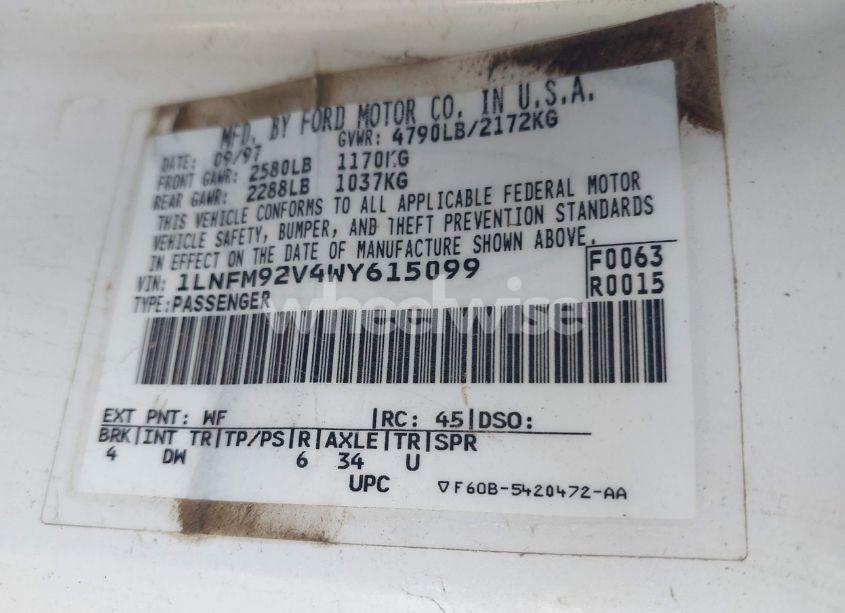 MFD. BY FORD MOTOR CO. IN U.S.A.
DATE: 09/97 GVWR: 4790LB/2172KG
FRONT GAWR: 2580LB 1170KG
REAR GAWR: 2288LB 1037KG
THIS VEHICLE CONFORMS TO ALL APPLICABLE FEDERAL MOTOR
VEHICLE SAFETY, BUMPER, AND THEFT PREVENTION STANDARDS
IN EFFECT ON THE DATE OF MANUFACTURE SHOWN ABOVE.
VIN: 1LNFM92V4WY615099 F0063
TYPE:PASSENGER R0015
wheelwise
EXT PNT: WF |RC: 45|DSO:
BRK|INT TR|TP/PS|R|AXLE|TR|SPR
4 DW 6 34 U
UPC ▽F60B-5420472-AA